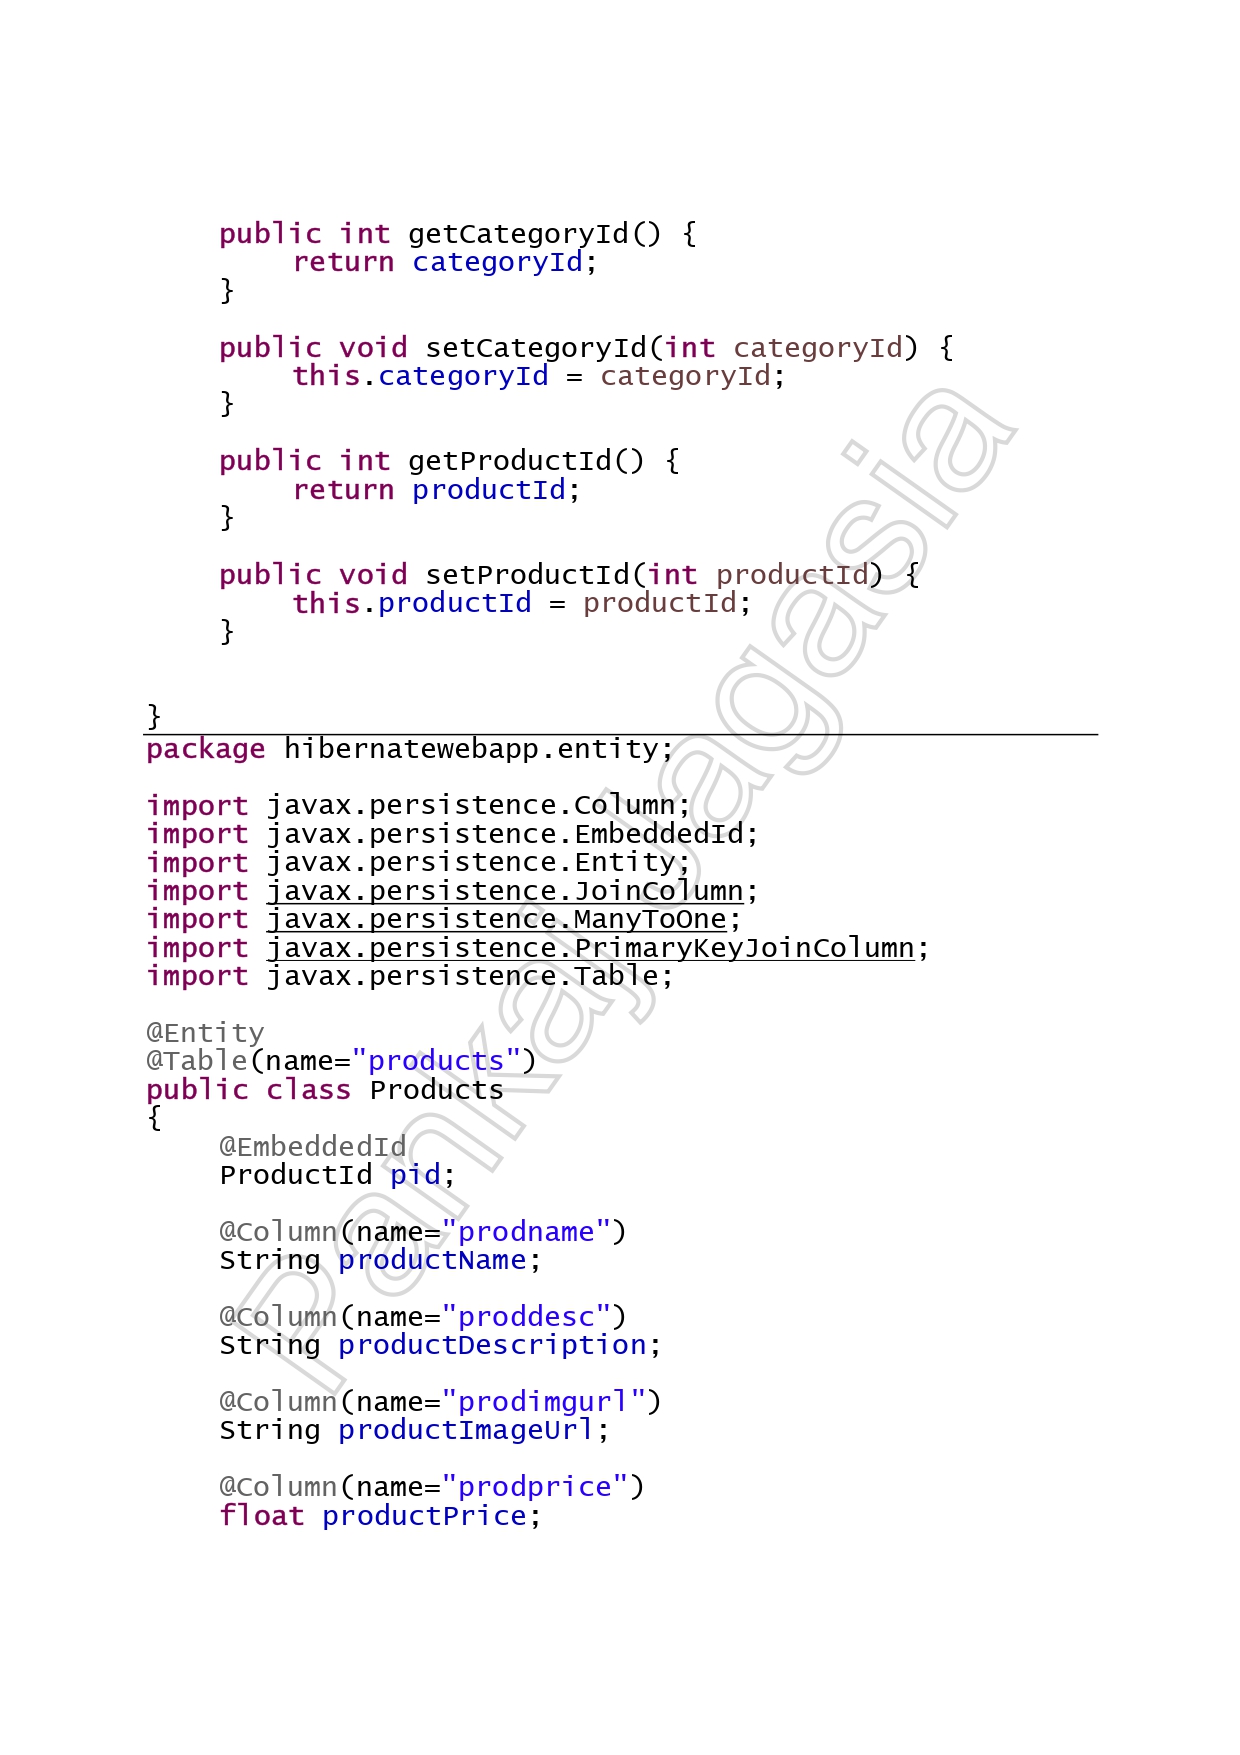 public int getCategoryId() {
return categoryId;
}
public void setCategoryId(int categoryId) {
this.categoryId = categoryId;
}
public int getProductId() {
return productId;
}
public void setProductId(int productId) {
this.productId = productId;
}
}
package hibernatewebapp.entity;
import javax.persistence.Column;
import javax.persistence.EmbeddedId;
import javax.persistence.Entity;
import javax.persistence.JoinColumn;
import javax.persistence.ManyToOne;
import javax.persistence.PrimaryKeyJoinColumn;
import javax.persistence.Table;
@Entity
@Table(name="products")
public class Products
{
@EmbeddedId
ProductId pid;
@Column(name="prodname")
String productName;
@Column(name="proddesc")
String productDescription;
@Column(name="prodimgurl")
String productImageUrl;
@Column(name="prodprice")
float productPrice;
Pankaj Jagasia